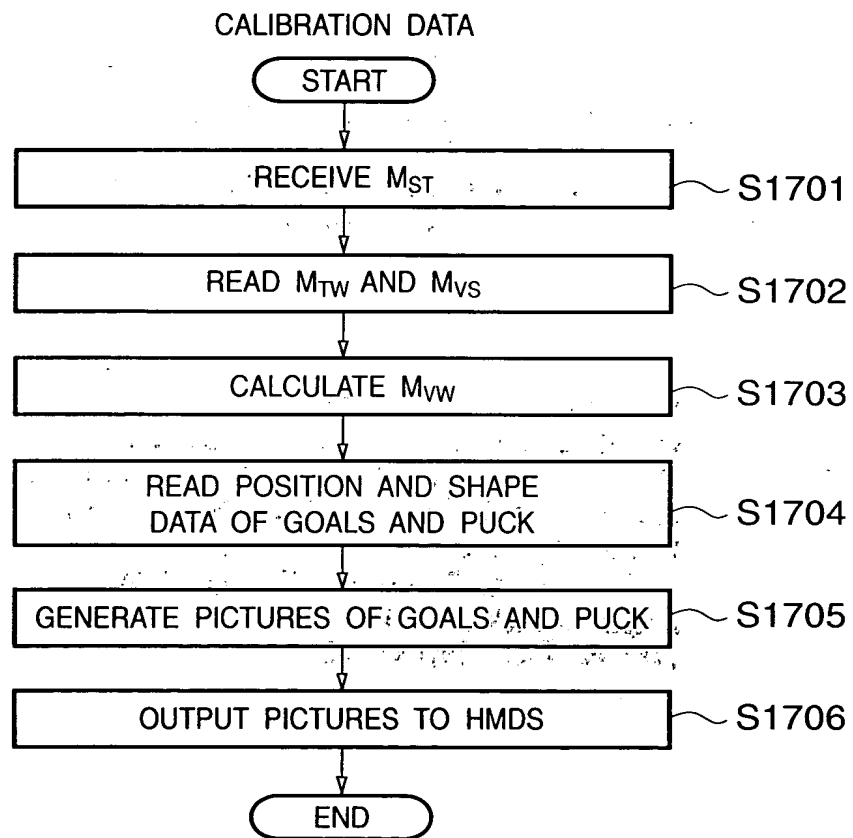 CALIBRATION DATA
START
RECEIVE M_ST
S1701
READ M_TW AND M_VS
S1702
CALCULATE M_VW
S1703
READ POSITION AND SHAPE
DATA OF GOALS AND PUCK
S1704
GENERATE PICTURES OF GOALS AND PUCK
S1705
OUTPUT PICTURES TO HMDS
S1706
END